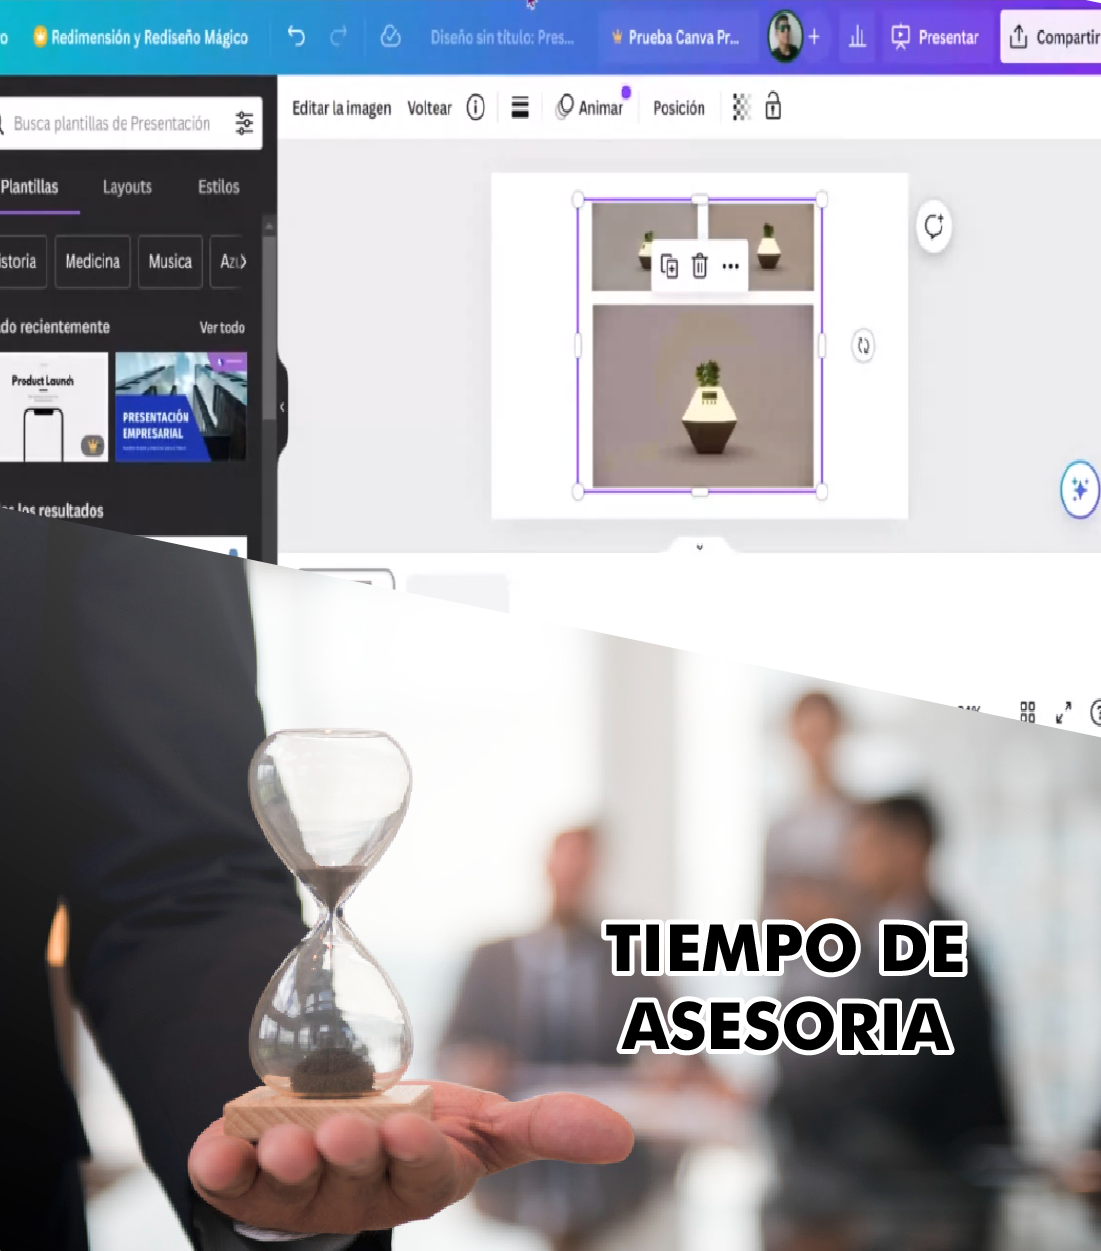 Redimensión y Rediseño Mágico
Diseño sin título: Pres...
Prueba Canva Pr...
Presentar
Compartir
Busca plantillas de Presentación
Editar la imagen
Voltear
Animar
Posición
Plantillas
Layouts
Estilos
istoria
Medicina
Musica
Azu
do recientemente
Ver todo
Product Launch
PRESENTACIÓN
EMPRESARIAL
los resultados
TIEMPO DE
ASESORIA